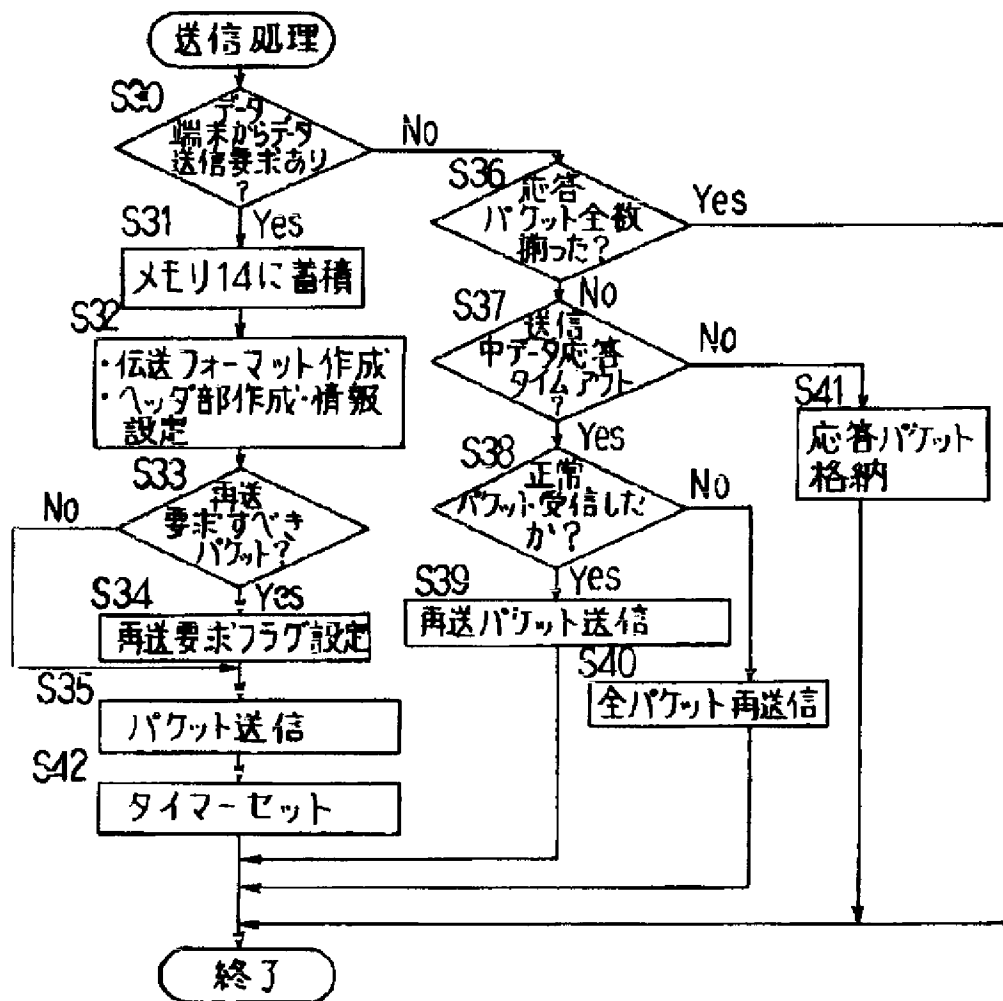 送信処理
S30
データ
端末からデータ
送信要求あり
?
No
Yes
S31
メモリ14に蓄積
S32
・伝送フォーマット作成
・ヘッダ部作成・情報
設定
S33
再送
要求すべき
パケット?
No
Yes
S34
再送要求フラグ設定
S35
パケット送信
S42
タイマーセット
S36
応答
パケット全数
揃った?
Yes
No
S37
送信
中データ応答
タイムアウト
?
No
Yes
S38
正常
パケット受信した
か?
No
Yes
S39
再送パケット送信
S40
全パケット再送信
S41
応答パケット
格納
終了